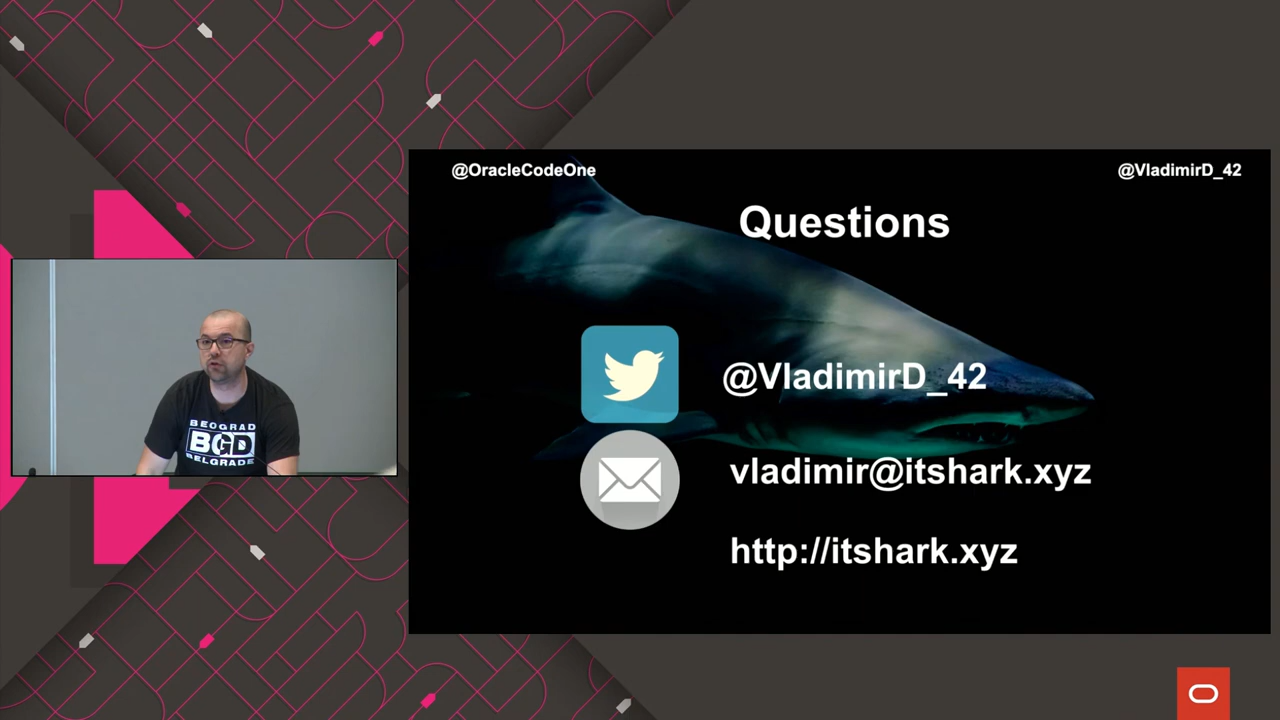 @OracleCodeOne
@VladimirD_42
Questions
@VladimirD_42
vladimir@itshark.xyz
http://itshark.xyz
BEOGRAD
BGD
BELGRADE